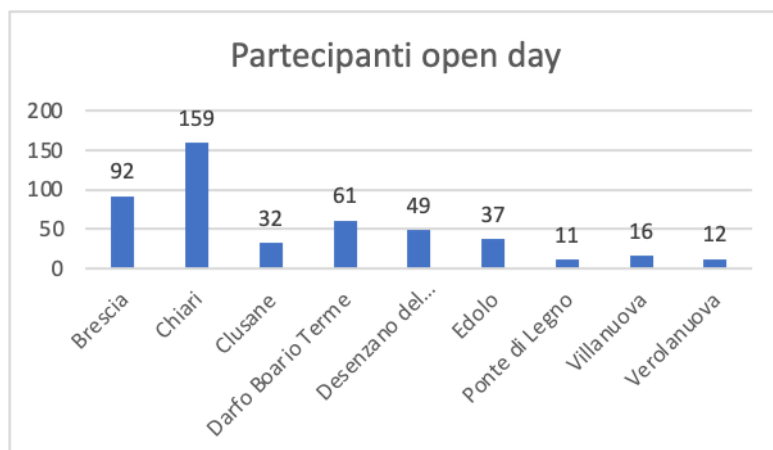 Partecipanti open day
200
150
100
50
0
92
159
32
61
49
37
11
16
12
Brescia
Chiari
Clusane
Darfo Boario Terme
Desenzano del...
Edolo
Ponte di Legno
Villanuova
Verolanuova